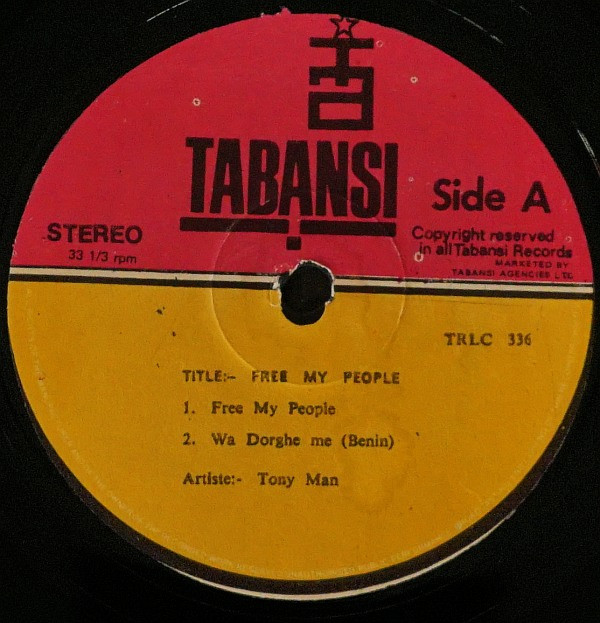 TABANSI
Side A
STEREO
33 1/3 rpm
Copyright reserved
in all Tabansi Records
MARKETED BY
TABANSI AGENCIES LTD.
TRLC 336
TITLE:- FREE MY PEOPLE
1. Free My People
2. Wa Dorghe me (Benin)
Artiste:- Tony Man